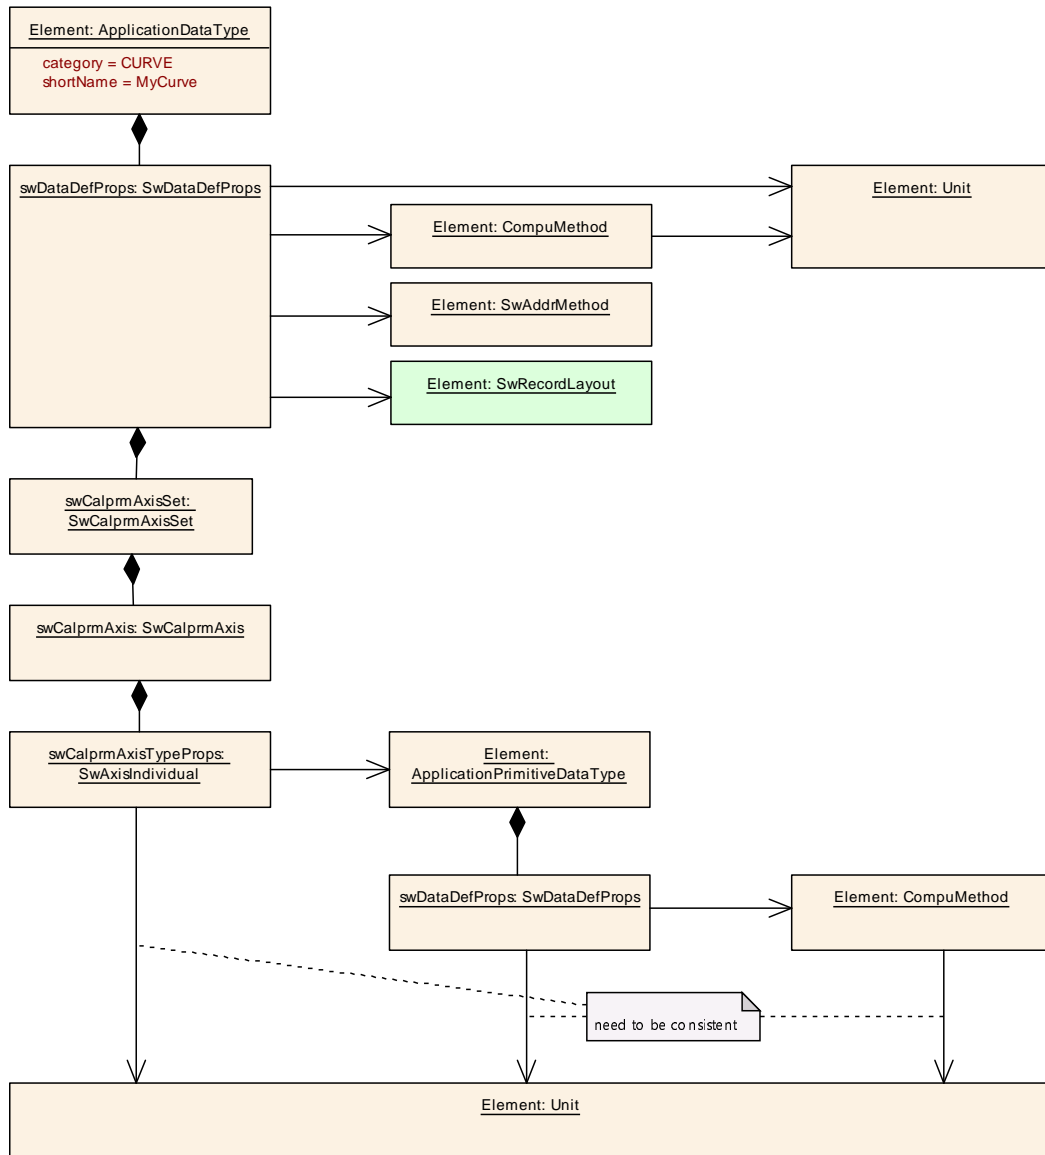 Element: ApplicationDataType
category = CURVE
shortName = MyCurve
swDataDefProps: SwDataDefProps
Element: Unit
Element: CompuMethod
Element: SwAddrMethod
Element: SwRecordLayout
swCalprmAxisSet:
SwCalprmAxisSet
swCalprmAxis: SwCalprmAxis
swCalprmAxisTypeProps:
SwAxisIndividual
Element:
ApplicationPrimitiveDataType
swDataDefProps: SwDataDefProps
Element: CompuMethod
need to be consistent
Element: Unit